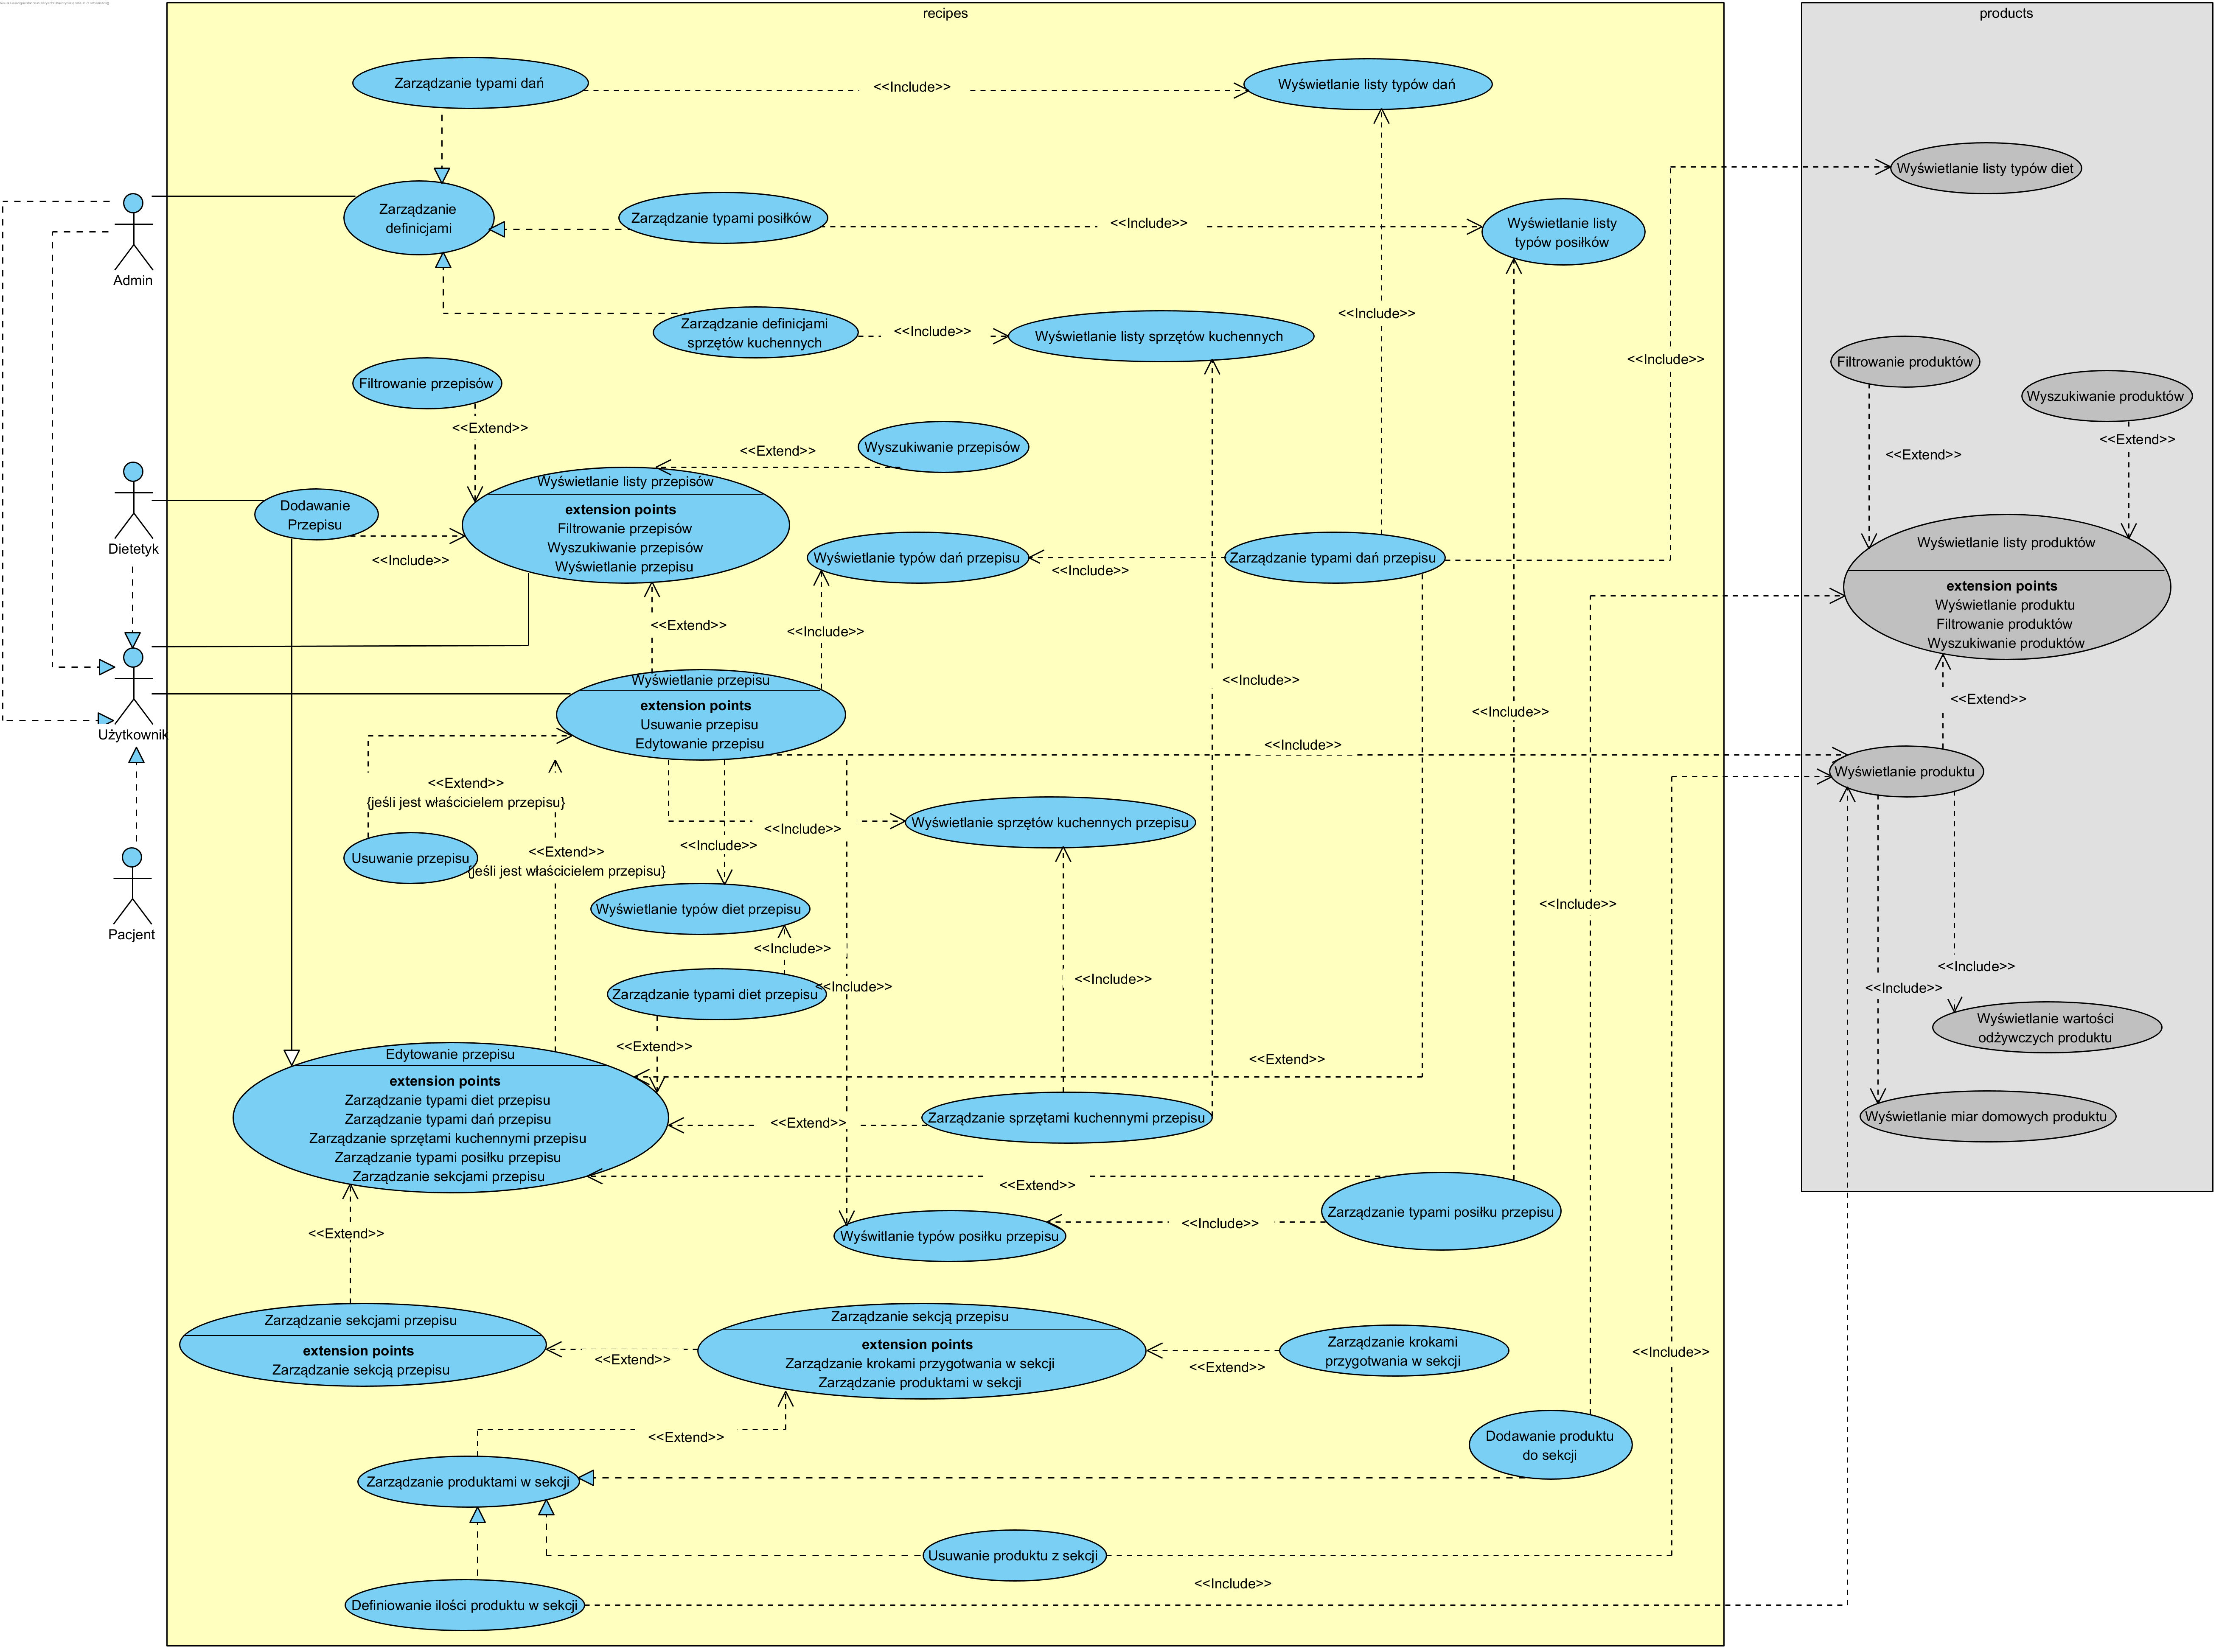 recipes
products
Zarządzanie typami dań
<<Include>>
Wyświetlanie listy typów dań
Wyświetlanie listy typów diet
Zarządzanie
definicjami
Zarządzanie typami posiłków
<<Include>>
Wyświetlanie listy
typów posiłków
Admin
Zarządzanie definicjami
sprzętów kuchennych
<<Include>>
Wyświetlanie listy sprzętów kuchennych
<<Include>>
<<Include>>
Filtrowanie produktów
Filtrowanie przepisów
Wyszukiwanie produktów
<<Extend>>
<<Extend>>
Wyszukiwanie przepisów
<<Extend>>
<<Extend>>
Wyświetlanie listy przepisów
extension points
Filtrowanie przepisów
Wyszukiwanie przepisów
Wyświetlanie przepisu
Dodawanie
Przepisu
<<Include>>
Dietetyk
Wyświetlanie typów dań przepisu
<<Include>>
Zarządzanie typami dań przepisu
Wyświetlanie listy produktów
extension points
Wyświetlanie produktu
Filtrowanie produktów
Wyszukiwanie produktów
<<Extend>>
<<Include>>
Wyświetlanie przepisu
extension points
Usuwanie przepisu
Edytowanie przepisu
<<Include>>
<<Include>>
<<Extend>>
Użytkownik
<<Include>>
Wyświetlanie produktu
<<Extend>>
{jeśli jest właścicielem przepisu}
<<Include>>
Wyświetlanie sprzętów kuchennych przepisu
<<Include>>
Usuwanie przepisu
<<Extend>>
{jeśli jest właścicielem przepisu}
<<Include>>
Wyświetlanie typów diet przepisu
Pacjent
<<Include>>
<<Include>>
<<Include>>
<<Include>>
<<Include>>
Zarządzanie typami diet przepisu
Wyświetlanie wartości
odżywczych produktu
<<Extend>>
<<Extend>>
Edytowanie przepisu
extension points
Zarządzanie typami diet przepisu
Zarządzanie typami dań przepisu
Zarządzanie sprzętami kuchennymi przepisu
Zarządzanie typami posiłku przepisu
Zarządzanie sekcjami przepisu
<<Extend>>
Zarządzanie sprzętami kuchennymi przepisu
Wyświetlanie miar domowych produktu
<<Extend>>
Zarządzanie typami posiłku przepisu
<<Include>>
Wyświtlanie typów posiłku przepisu
<<Extend>>
Zarządzanie sekcjami przepisu
extension points
Zarządzanie sekcją przepisu
<<Extend>>
Zarządzanie sekcją przepisu
extension points
Zarządzanie krokami przygotwania w sekcji
Zarządzanie produktami w sekcji
<<Extend>>
Zarządzanie krokami
przygotwania w sekcji
<<Include>>
<<Extend>>
Dodawanie produktu
do sekcji
Zarządzanie produktami w sekcji
Usuwanie produktu z sekcji
<<Include>>
Definiowanie ilości produktu w sekcji